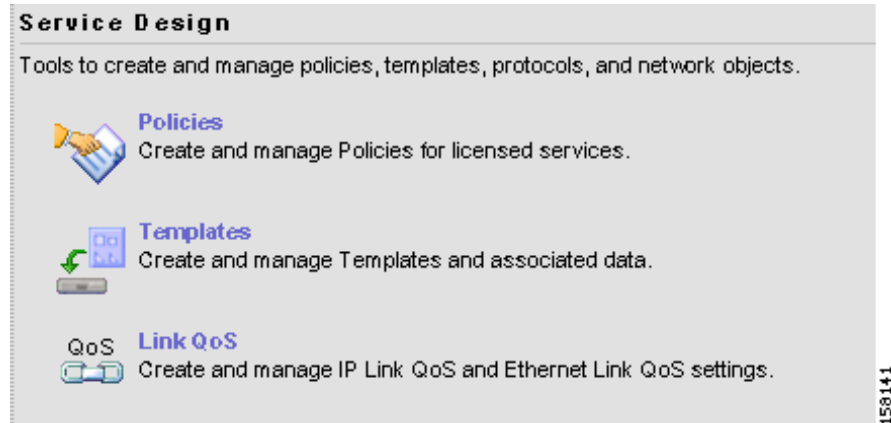 Service Design
Tools to create and manage policies, templates, protocols, and network objects.
Policies
Create and manage Policies for licensed services.
Templates
Create and manage Templates and associated data.
QoS
Link QoS
Create and manage IP Link QoS and Ethernet Link QoS settings.
158141